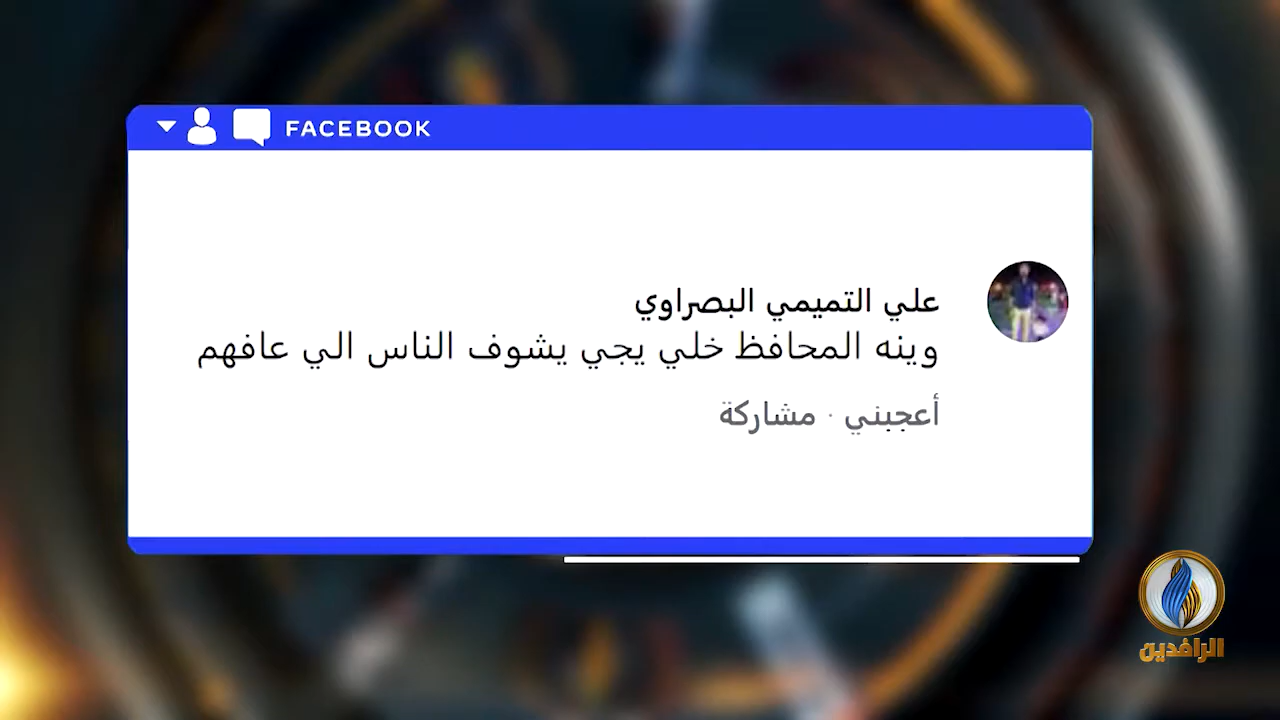 FACEBOOK
علي التميمي البصراوي
وينه المحافظ خلي يجي يشوف الناس الي عافهم
أعجبني · مشاركة
الرافدين